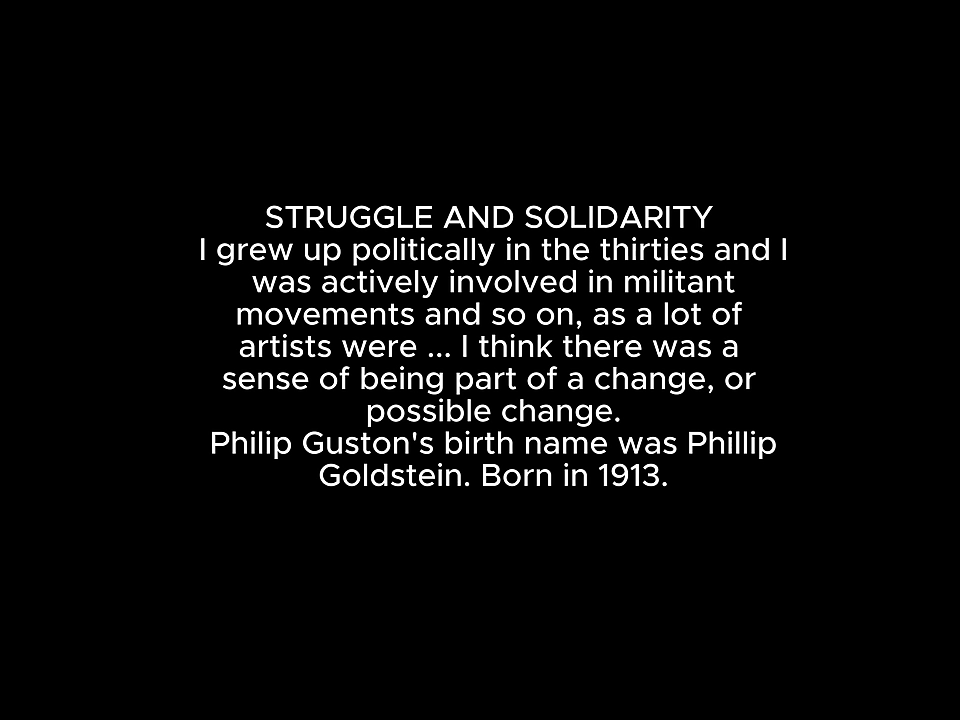 STRUGGLE AND SOLIDARITY
I grew up politically in the thirties and I
was actively involved in militant
movements and so on, as a lot of
artists were ... I think there was a
sense of being part of a change, or
possible change.
Philip Guston's birth name was Phillip
Goldstein. Born in 1913.